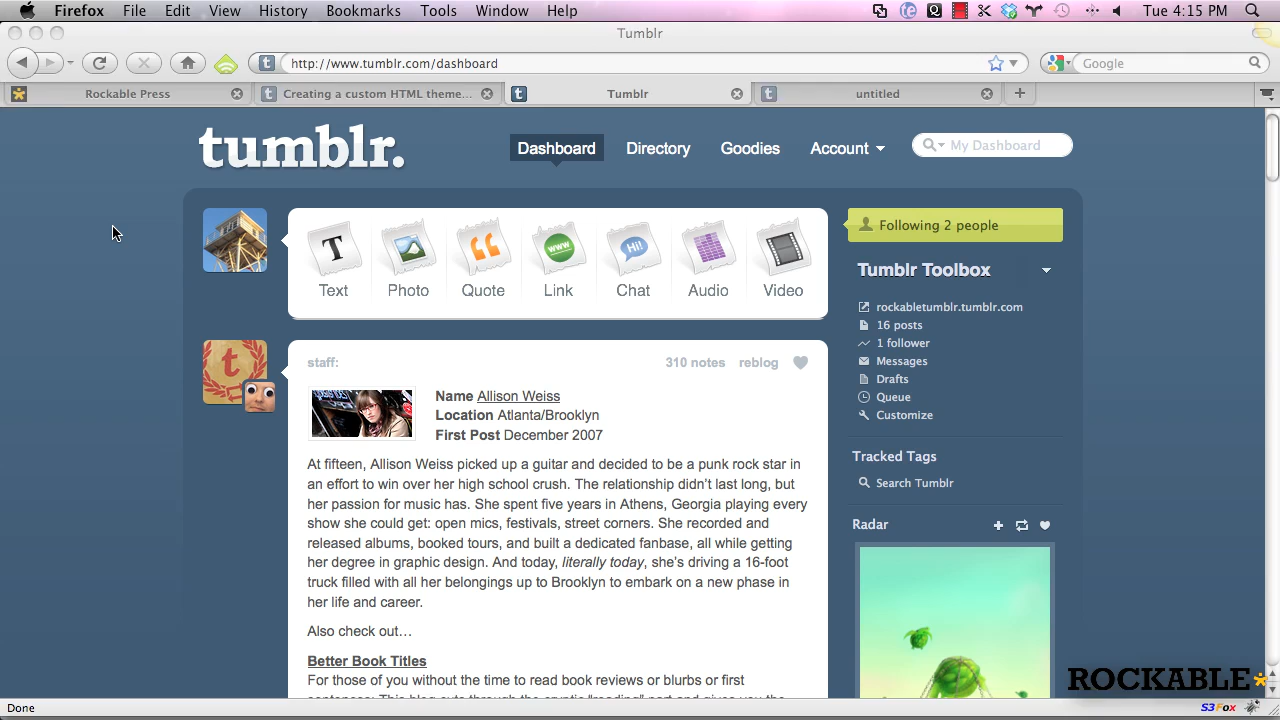 Firefox File Edit View History Bookmarks Tools Window Help Tue 4:15 PM
Tumblr
http://www.tumblr.com/dashboard Google
Rockable Press Creating a custom HTML theme... Tumblr untitled
tumblr.
Dashboard Directory Goodies Account My Dashboard
Text Photo Quote Link Chat Audio Video
Hi!
www
T
Following 2 people
Tumblr Toolbox
rockabletumblr.tumblr.com
16 posts
1 follower
Messages
Drafts
Queue
Customize
Tracked Tags
Search Tumblr
Radar
staff: 310 notes reblog
Name Allison Weiss
Location Atlanta/Brooklyn
First Post December 2007
At fifteen, Allison Weiss picked up a guitar and decided to be a punk rock star in
an effort to win over her high school crush. The relationship didn’t last long, but
her passion for music has. She spent five years in Athens, Georgia playing every
show she could get: open mics, festivals, street corners. She recorded and
released albums, booked tours, and built a dedicated fanbase, all while getting
her degree in graphic design. And today, literally today, she’s driving a 16-foot
truck filled with all her belongings up to Brooklyn to embark on a new phase in
her life and career.
Also check out…
Better Book Titles
For those of you without the time to read book reviews or blurbs or first
ROCKABLE*
Done S3Fox